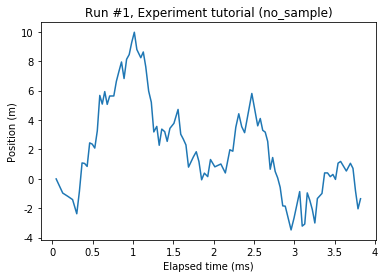 Run #1, Experiment tutorial (no_sample)
Position (m)
10
8
6
4
2
0
-2
-4
0 0.5 1 1.5 2 2.5 3 3.5 4
Elapsed time (ms)